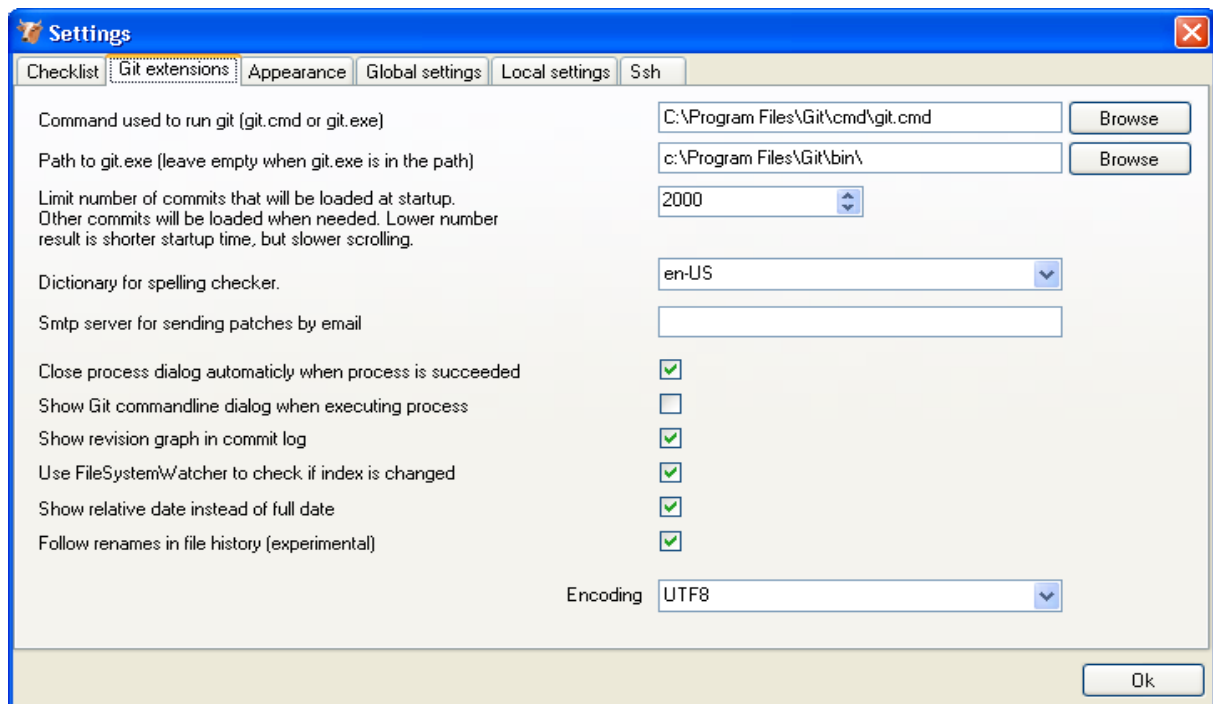 Settings
Checklist Git extensions Appearance Global settings Local settings Ssh
Command used to run git (git.cmd or git.exe) C:\Program Files\Git\cmd\git.cmd Browse
Path to git.exe (leave empty when git.exe is in the path) c:\Program Files\Git\bin\ Browse
Limit number of commits that will be loaded at startup. 2000
Other commits will be loaded when needed. Lower number
result is shorter startup time, but slower scrolling.
Dictionary for spelling checker. en-US
Smtp server for sending patches by email
Close process dialog automaticly when process is succeeded
Show Git commandline dialog when executing process
Show revision graph in commit log
Use FileSystemWatcher to check if index is changed
Show relative date instead of full date
Follow renames in file history (experimental)
Encoding UTF8
Ok